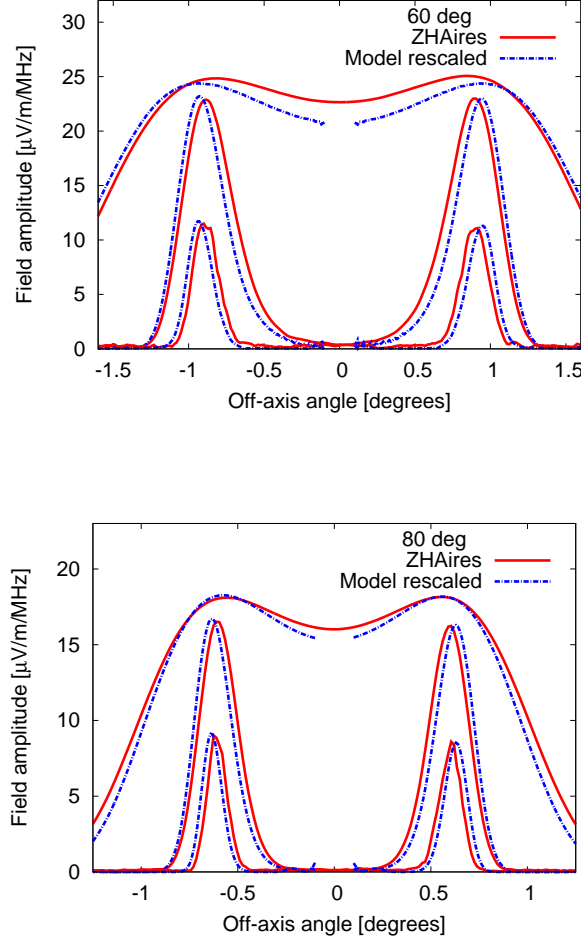 60 deg
ZHAires
Model rescaled
Field amplitude [μV/m/MHz]
30
25
20
15
10
5
0
-1.5 -1 -0.5 0 0.5 1 1.5
Off-axis angle [degrees]
80 deg
ZHAires
Model rescaled
Field amplitude [μV/m/MHz]
20
15
10
5
0
-1 -0.5 0 0.5 1
Off-axis angle [degrees]